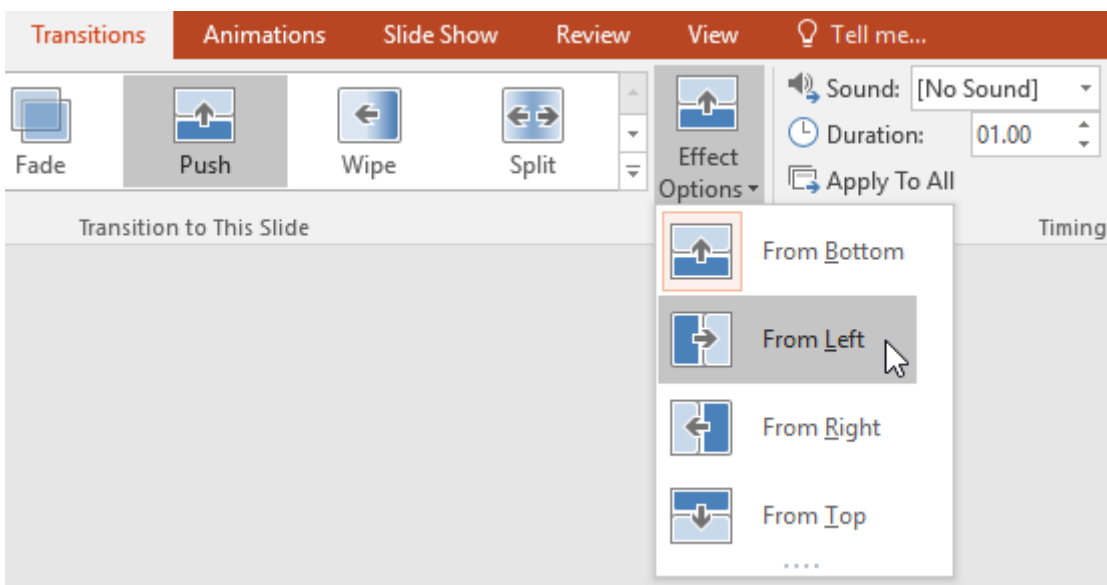 Transitions Animations Slide Show Review View Tell me...
Fade Push Wipe Split
Effect
Options
Sound: [No Sound]
Duration: 01.00
Apply To All
Transition to This Slide
Timing
From Bottom
From Left
From Right
From Top